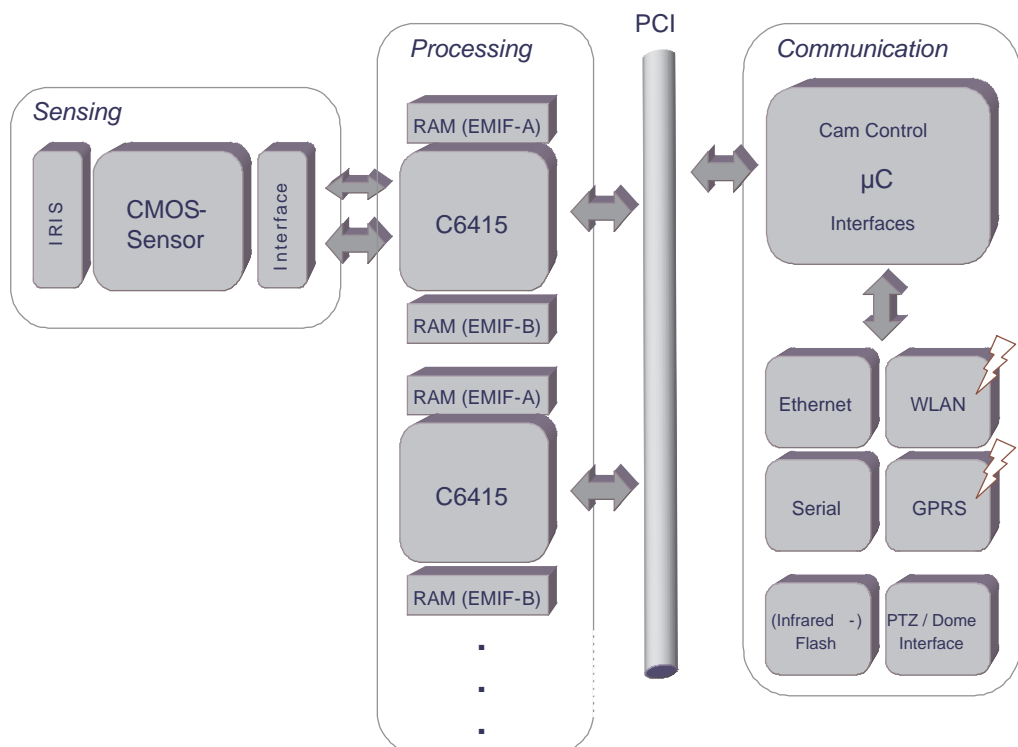 Sensing
IRIS
CMOS-
Sensor
Interface
Processing
RAM (EMIF-A)
C6415
RAM (EMIF-B)
RAM (EMIF-A)
C6415
RAM (EMIF-B)
.
.
.
PCI
Communication
Cam Control
µC
Interfaces
Ethernet
WLAN
Serial
GPRS
(Infrared -)
Flash
PTZ / Dome
Interface